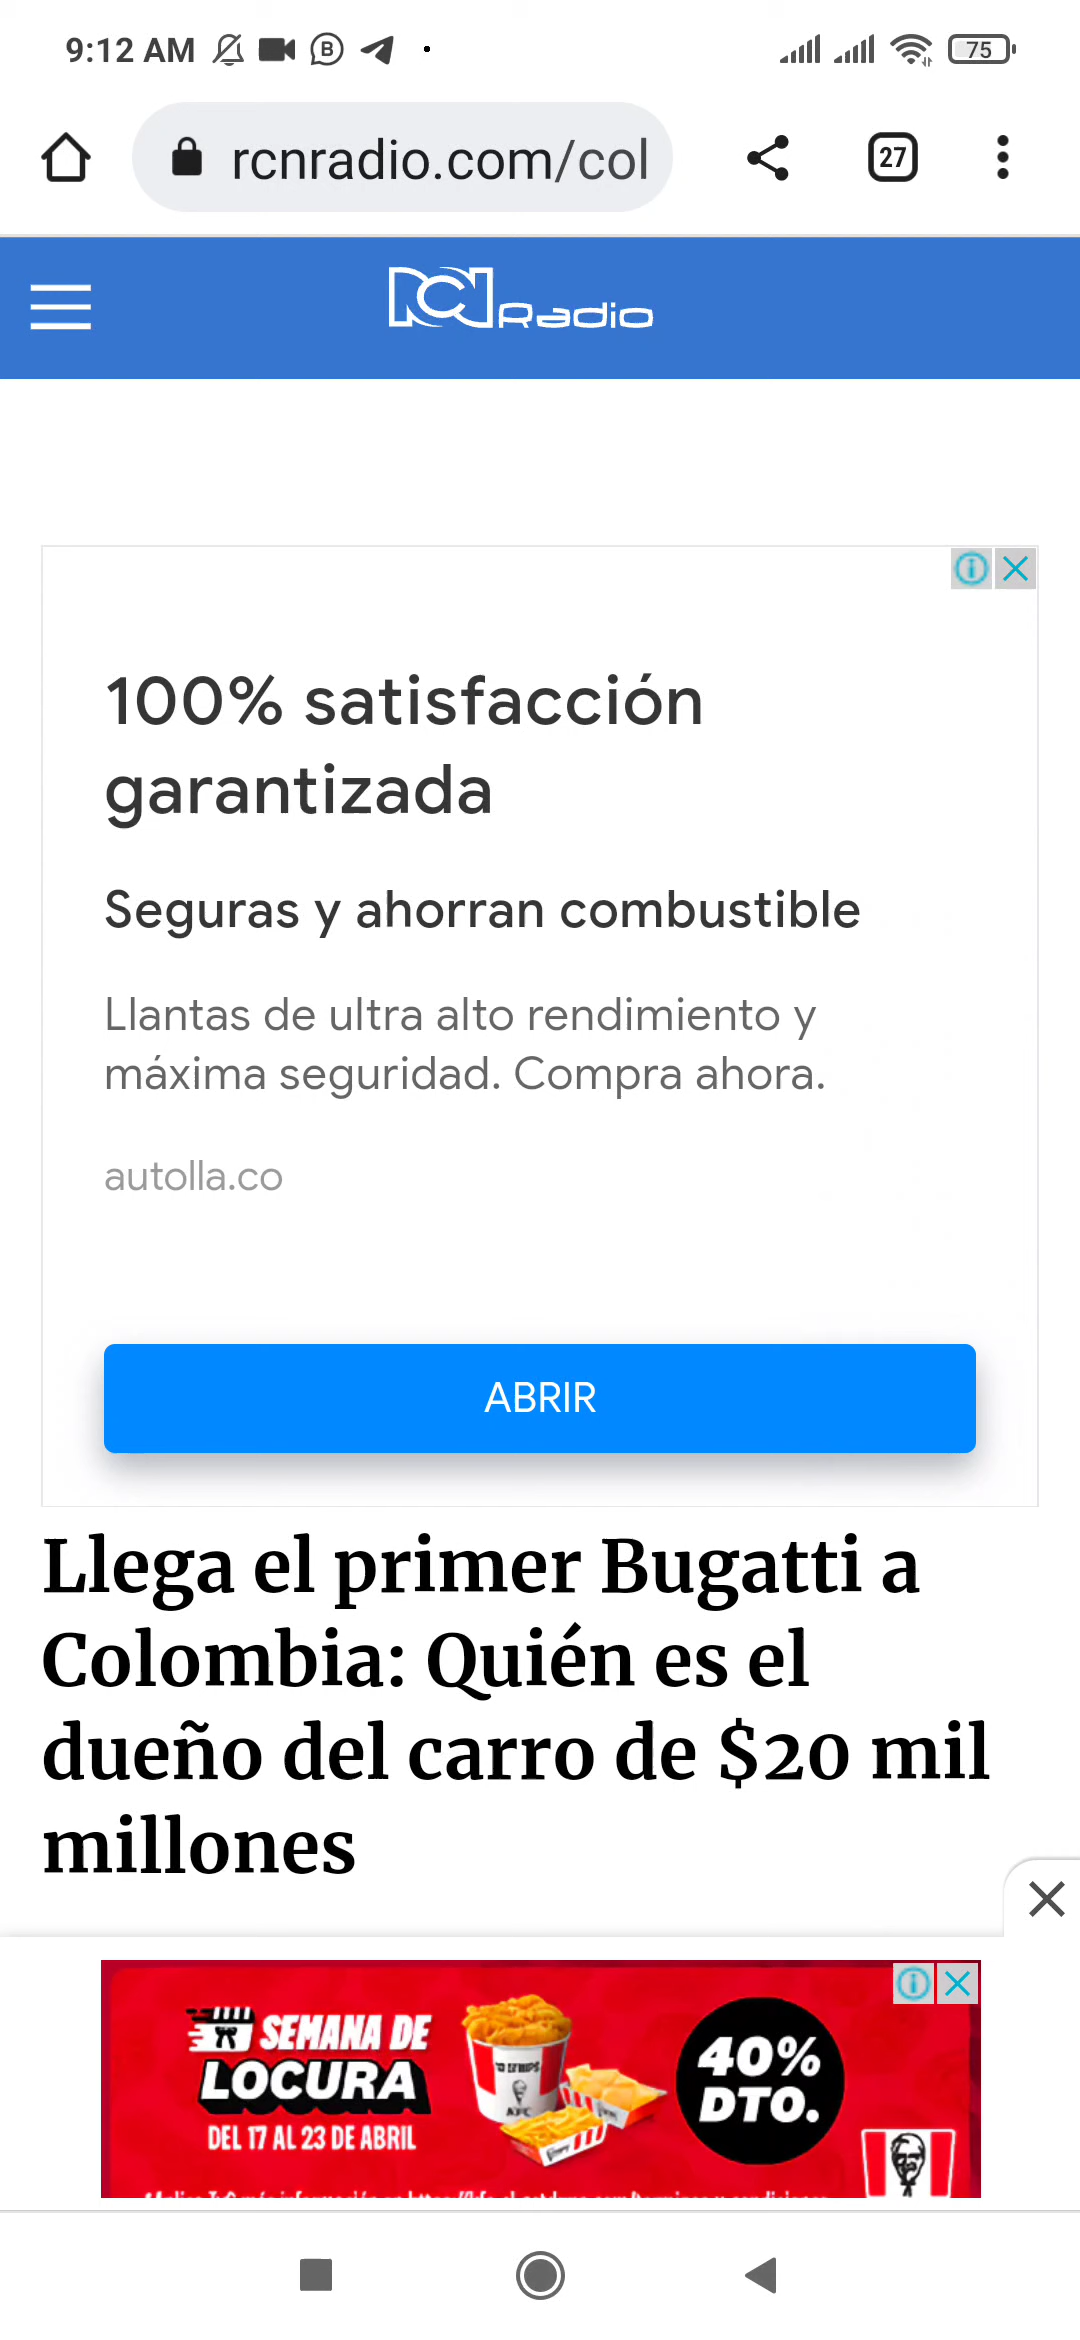 9:12 AM
75
rcnradio.com/col
27
RCN Radio
100% satisfacción
garantizada
Seguras y ahorran combustible
Llantas de ultra alto rendimiento y
máxima seguridad. Compra ahora.
autolla.co
ABRIR
Llega el primer Bugatti a
Colombia: Quién es el
dueño del carro de $20 mil
millones
SEMANA DE
LOCURA
DEL 17 AL 23 DE ABRIL
40%
DTO.